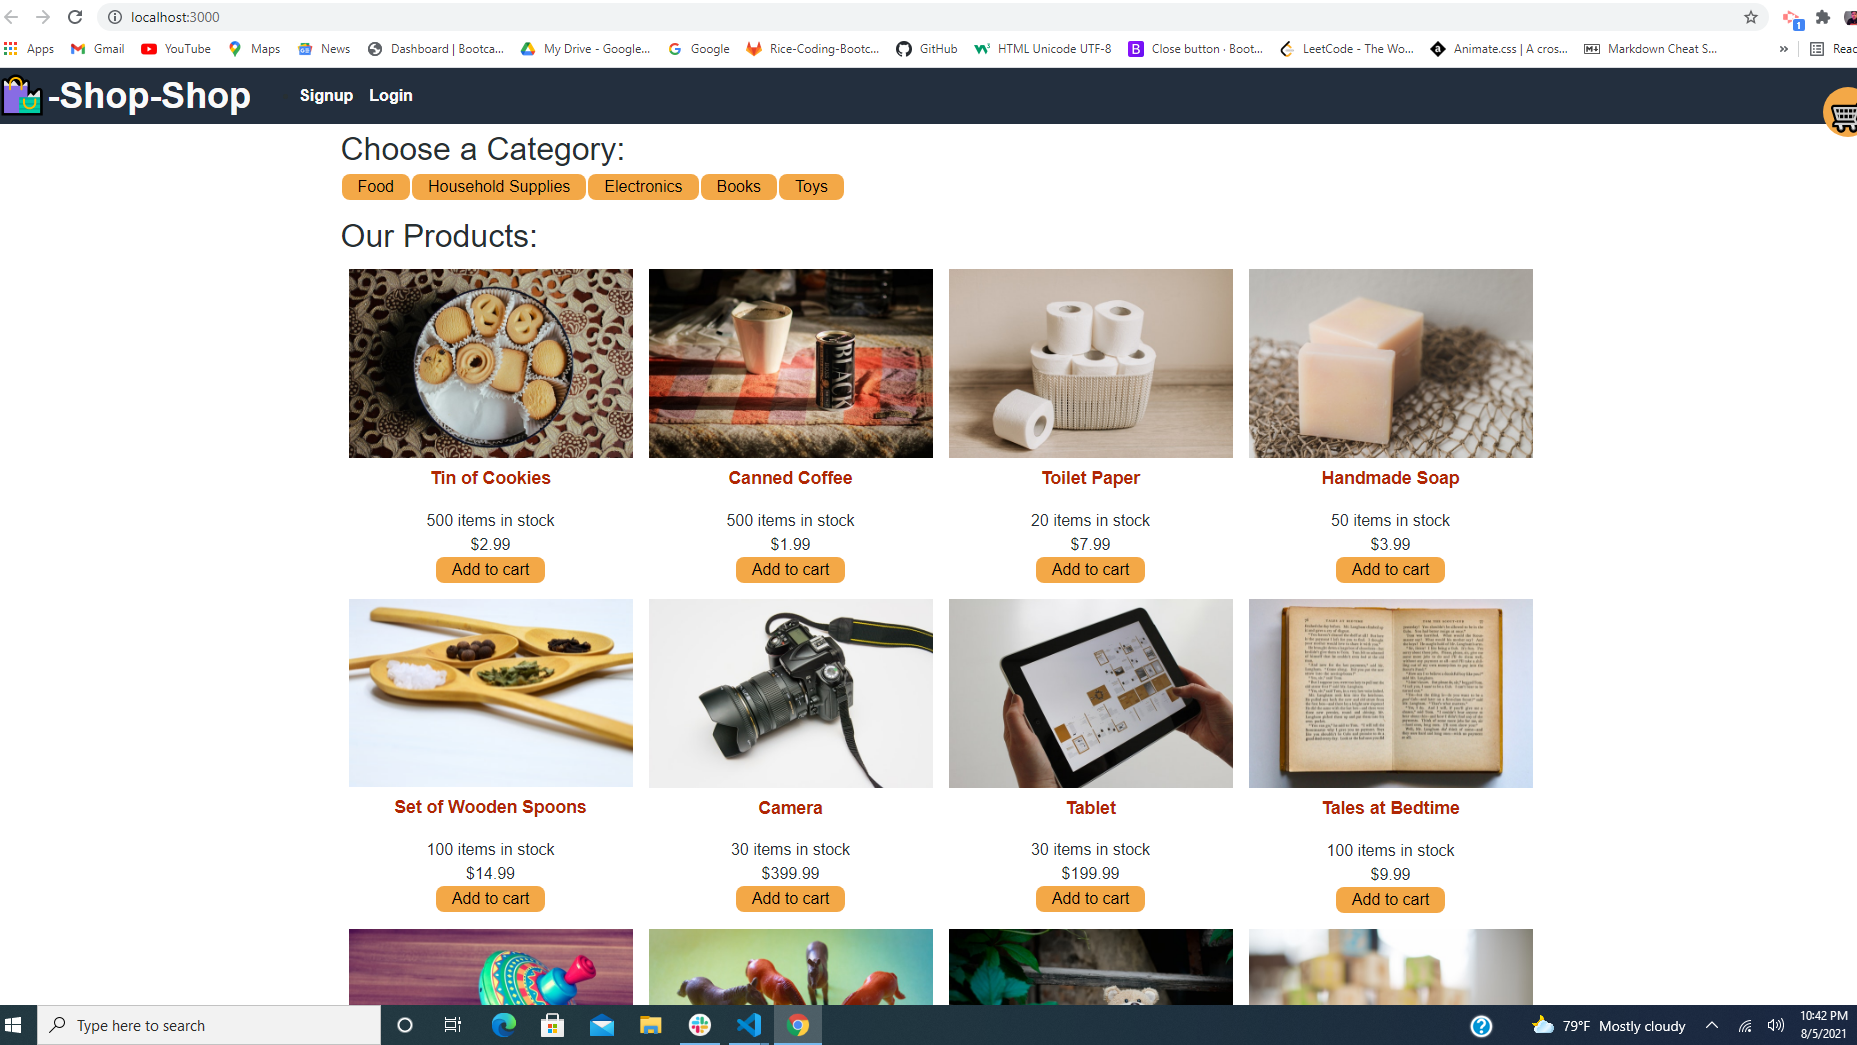 localhost:3000
Apps Gmail YouTube Maps News Dashboard | Bootca... My Drive - Google... Google Rice-Coding-Bootc... GitHub HTML Unicode UTF-8 Close button · Boot... LeetCode - The Wo... Animate.css | A cros... Markdown Cheat S... » Reac
-Shop-Shop Signup Login
Choose a Category:
Food Household Supplies Electronics Books Toys
Our Products:
BLACK
Tin of Cookies Canned Coffee Toilet Paper Handmade Soap
500 items in stock 500 items in stock 20 items in stock 50 items in stock
$2.99 $1.99 $7.99 $3.99
Add to cart Add to cart Add to cart Add to cart
Set of Wooden Spoons Camera Tablet Tales at Bedtime
100 items in stock 30 items in stock 30 items in stock 100 items in stock
$14.99 $399.99 $199.99 $9.99
Add to cart Add to cart Add to cart Add to cart
Type here to search
79°F Mostly cloudy
10:42 PM
8/5/2021